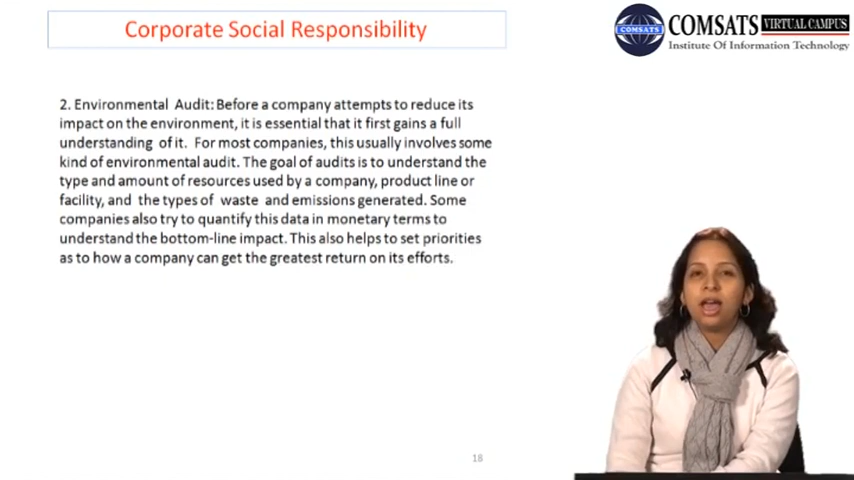 Corporate Social Responsibility
COMSATS
COMSATS VIRTUAL CAMPUS
Institute Of Information Technology
2. Environmental Audit: Before a company attempts to reduce its
impact on the environment, it is essential that it first gains a full
understanding of it. For most companies, this usually involves some
kind of environmental audit. The goal of audits is to understand the
type and amount of resources used by a company, product line or
facility, and the types of waste and emissions generated. Some
companies also try to quantify this data in monetary terms to
understand the bottom-line impact. This also helps to set priorities
as to how a company can get the greatest return on its efforts.
18